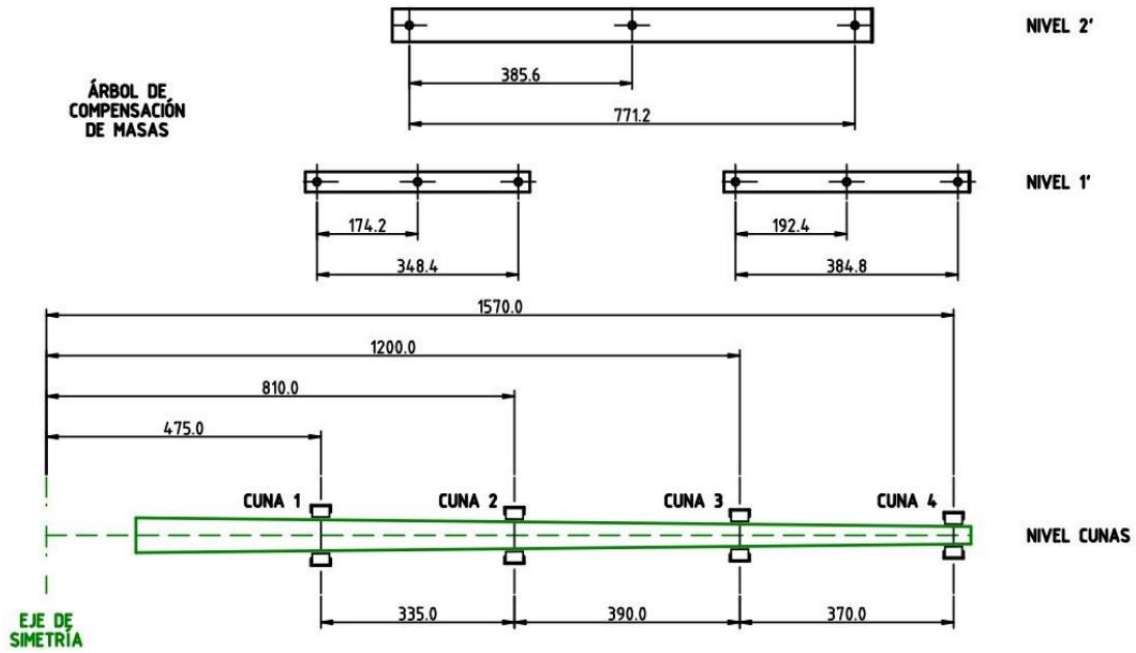 NIVEL 2'
385.6
771.2
ÁRBOL DE
COMPENSACIÓN
DE MASAS
NIVEL 1'
174.2
192.4
348.4
384.8
1570.0
1200.0
810.0
475.0
CUNA 1
CUNA 2
CUNA 3
CUNA 4
NIVEL CUNAS
335.0
390.0
370.0
EJE DE
SIMETRÍA